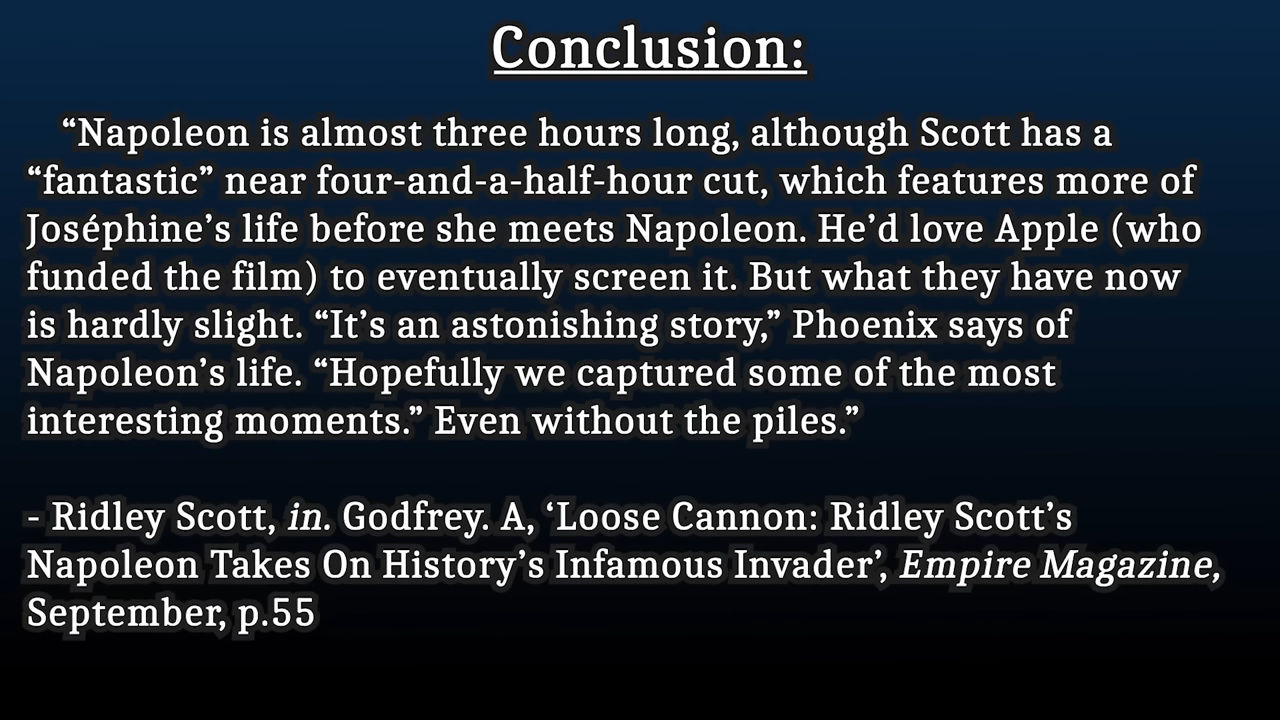 Conclusion:
“Napoleon is almost three hours long, although Scott has a
“fantastic” near four-and-a-half-hour cut, which features more of
Joséphine’s life before she meets Napoleon. He’d love Apple (who
funded the film) to eventually screen it. But what they have now
is hardly slight. “It’s an astonishing story,” Phoenix says of
Napoleon’s life. “Hopefully we captured some of the most
interesting moments.” Even without the piles.”
- Ridley Scott, in. Godfrey. A, ‘Loose Cannon: Ridley Scott’s
Napoleon Takes On History’s Infamous Invader’, Empire Magazine,
September, p.55